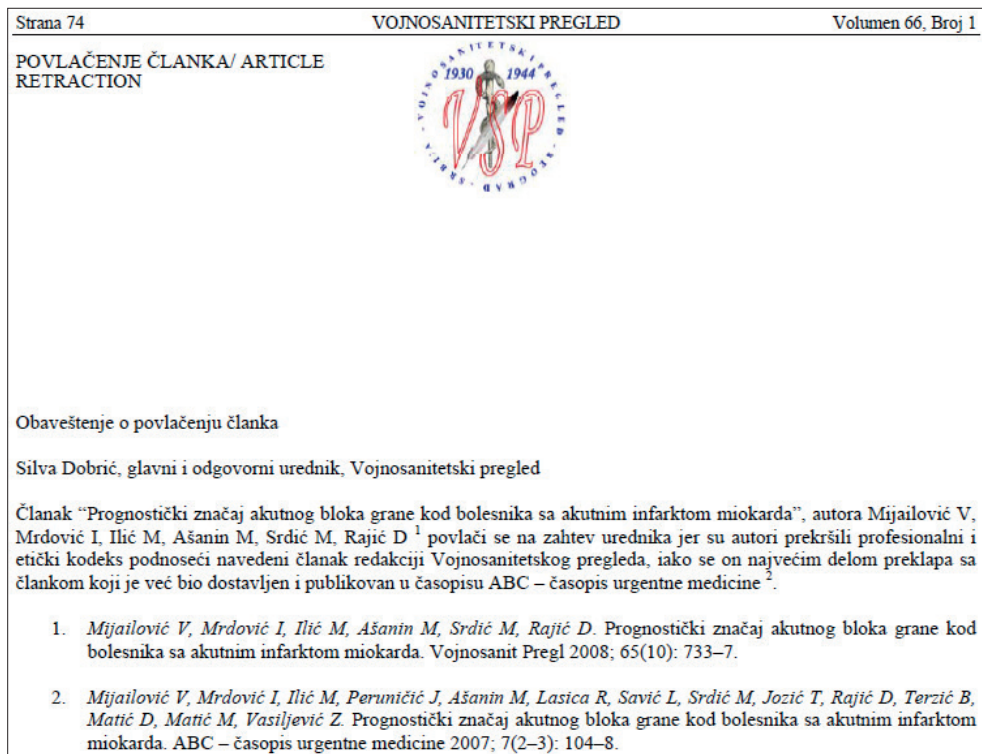 Strana 74 VOJNOSANITETSKI PREGLED Volumen 66, Broj 1
POVLAČENJE ČLANKA/ ARTICLE
RETRACTION
VOJNOSANITETSKI PREGLED · BEOGRAD · SRBIJA ·
1930 1944
VSP
Obaveštenje o povlačenju članka
Silva Dobrić, glavni i odgovorni urednik, Vojnosanitetski pregled
Članak “Prognostički značaj akutnog bloka grane kod bolesnika sa akutnim infarktom miokarda”, autora Mijailović V,
Mrdović I, Ilić M, Ašanin M, Srdić M, Rajić D 1 povlači se na zahtev urednika jer su autori prekršili profesionalni i
etički kodeks podnoseći navedeni članak redakciji Vojnosanitetskog pregleda, iako se on najvećim delom preklapa sa
člankom koji je već bio dostavljen i publikovan u časopisu ABC – časopis urgentne medicine 2.
1. Mijailović V, Mrdović I, Ilić M, Ašanin M, Srdić M, Rajić D. Prognostički značaj akutnog bloka grane kod
bolesnika sa akutnim infarktom miokarda. Vojnosanit Pregl 2008; 65(10): 733–7.
2. Mijailović V, Mrdović I, Ilić M, Peruničić J, Ašanin M, Lasica R, Savić L, Srdić M, Jozić T, Rajić D, Terzić B,
Matić D, Matić M, Vasiljević Z. Prognostički značaj akutnog bloka grane kod bolesnika sa akutnim infarktom
miokarda. ABC – časopis urgentne medicine 2007; 7(2–3): 104–8.